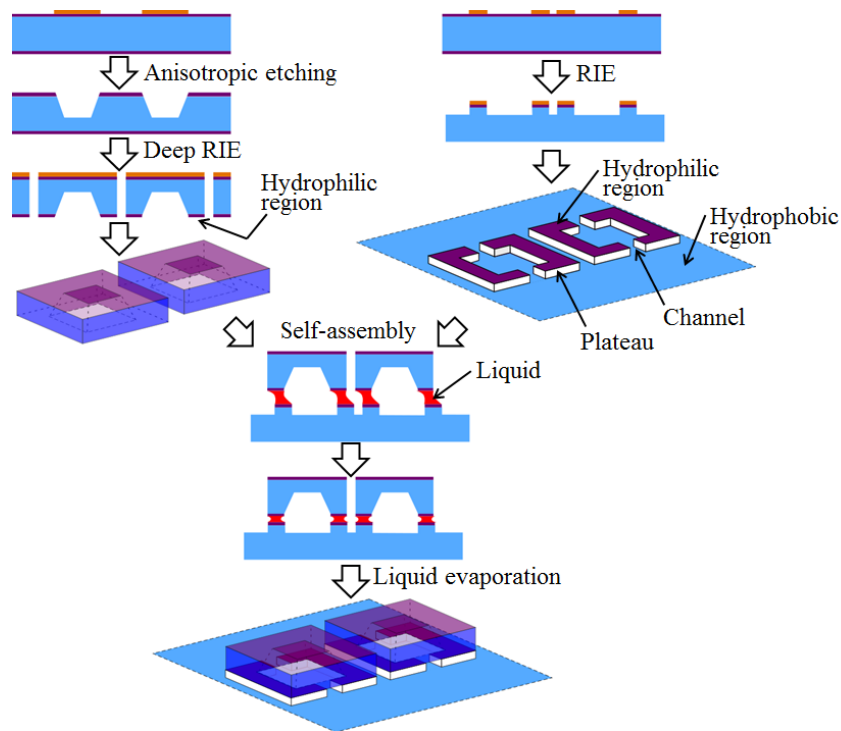 Anisotropic etching
RIE
Deep RIE
Hydrophilic
region
Hydrophilic
region
Hydrophobic
region
Channel
Plateau
Self-assembly
Liquid
Liquid evaporation